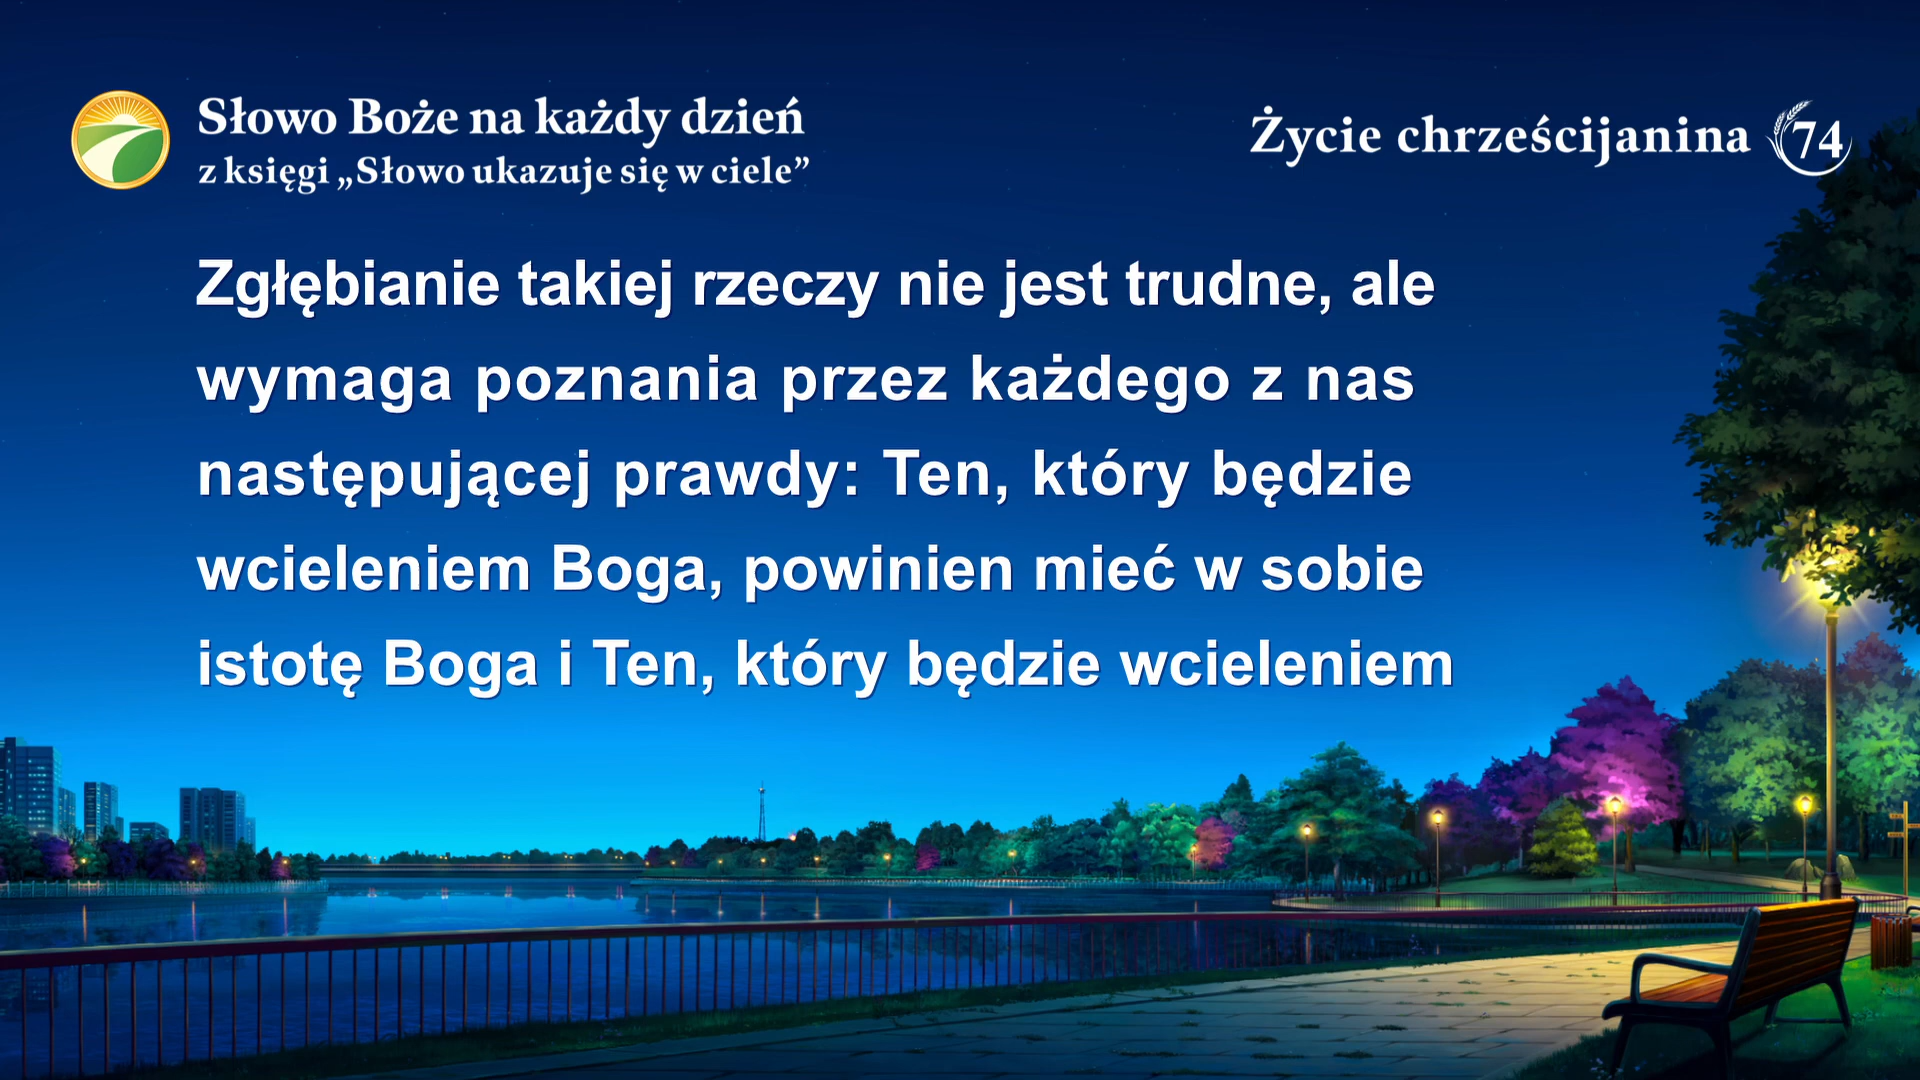 Słowo Boże na każdy dzień
z księgi „Słowo ukazuje się w ciele”
Życie chrześcijanina 74
Zgłębianie takiej rzeczy nie jest trudne, ale
wymaga poznania przez każdego z nas
następującej prawdy: Ten, który będzie
wcieleniem Boga, powinien mieć w sobie
istotę Boga i Ten, który będzie wcieleniem